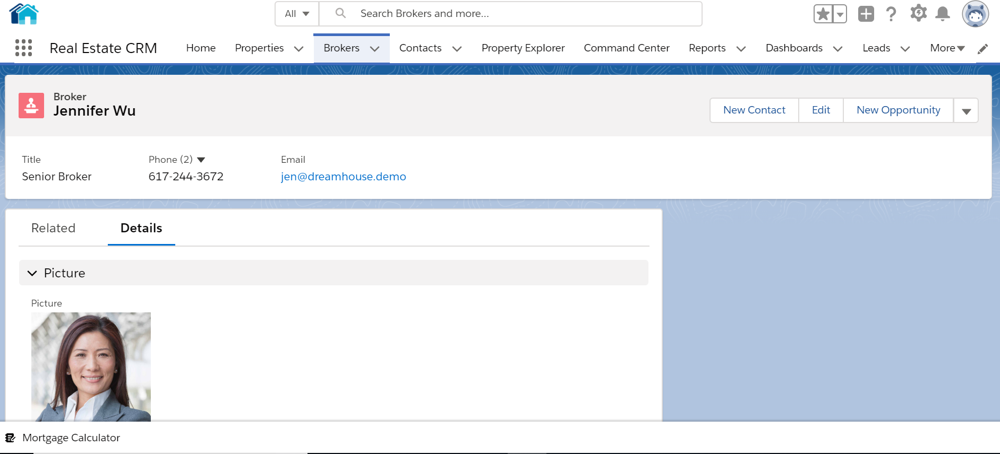 All
Search Brokers and more...
Real Estate CRM
Home
Properties
Brokers
Contacts
Property Explorer
Command Center
Reports
Dashboards
Leads
More
Broker
Jennifer Wu
New Contact
Edit
New Opportunity
Title
Phone (2)
Email
Senior Broker
617-244-3672
jen@dreamhouse.demo
Related
Details
Picture
Picture
Mortgage Calculator